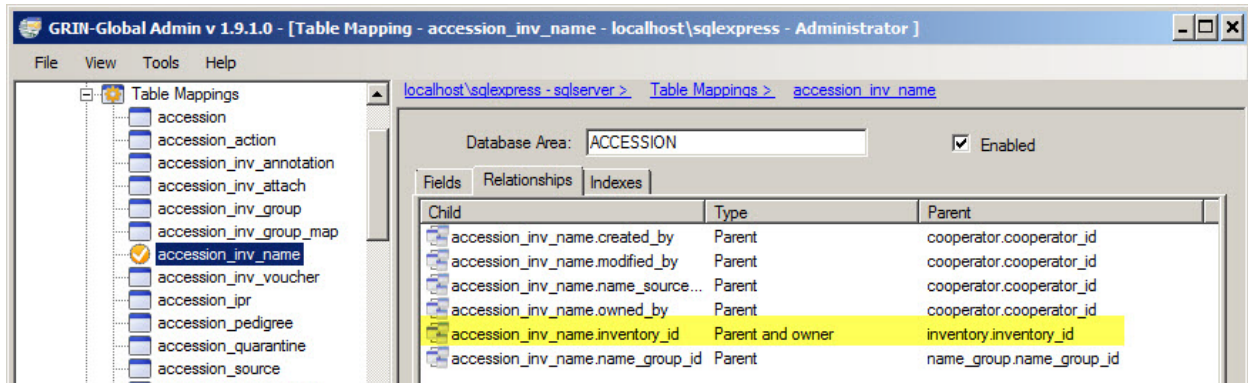 GRIN-Global Admin v 1.9.1.0 - [Table Mapping - accession_inv_name - localhost\sqlexpress - Administrator ]
File View Tools Help
Table Mappings
accession
accession_action
accession_inv_annotation
accession_inv_attach
accession_inv_group
accession_inv_group_map
accession_inv_name
accession_inv_voucher
accession_ipr
accession_pedigree
accession_quarantine
accession_source
localhost\sqlexpress - sqlserver > Table Mappings > accession_inv_name
Database Area: ACCESSION Enabled
Fields Relationships Indexes
Child Type Parent
accession_inv_name.created_by Parent cooperator.cooperator_id
accession_inv_name.modified_by Parent cooperator.cooperator_id
accession_inv_name.name_source... Parent cooperator.cooperator_id
accession_inv_name.owned_by Parent cooperator.cooperator_id
accession_inv_name.inventory_id Parent and owner inventory.inventory_id
accession_inv_name.name_group_id Parent name_group.name_group_id